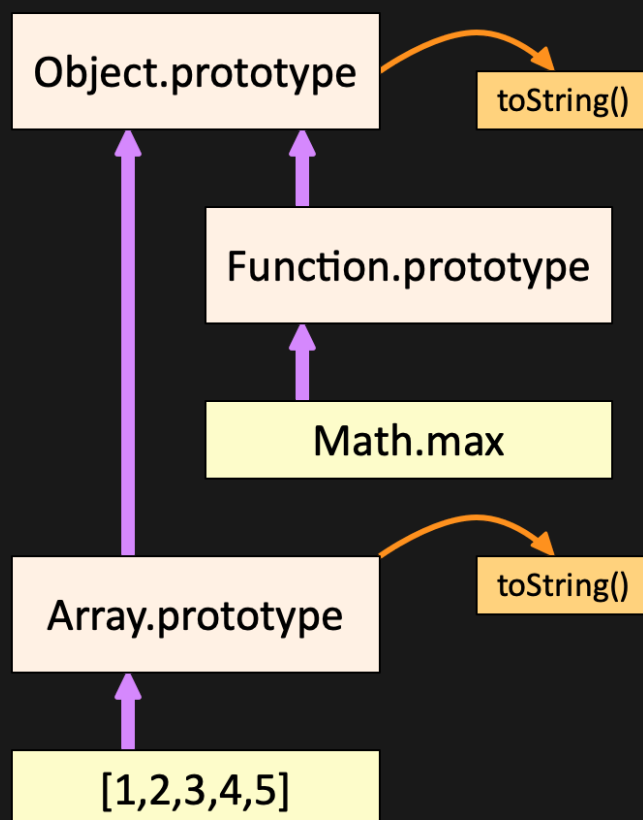 Object.prototype
toString()
Function.prototype
Math.max
Array.prototype
toString()
[1,2,3,4,5]